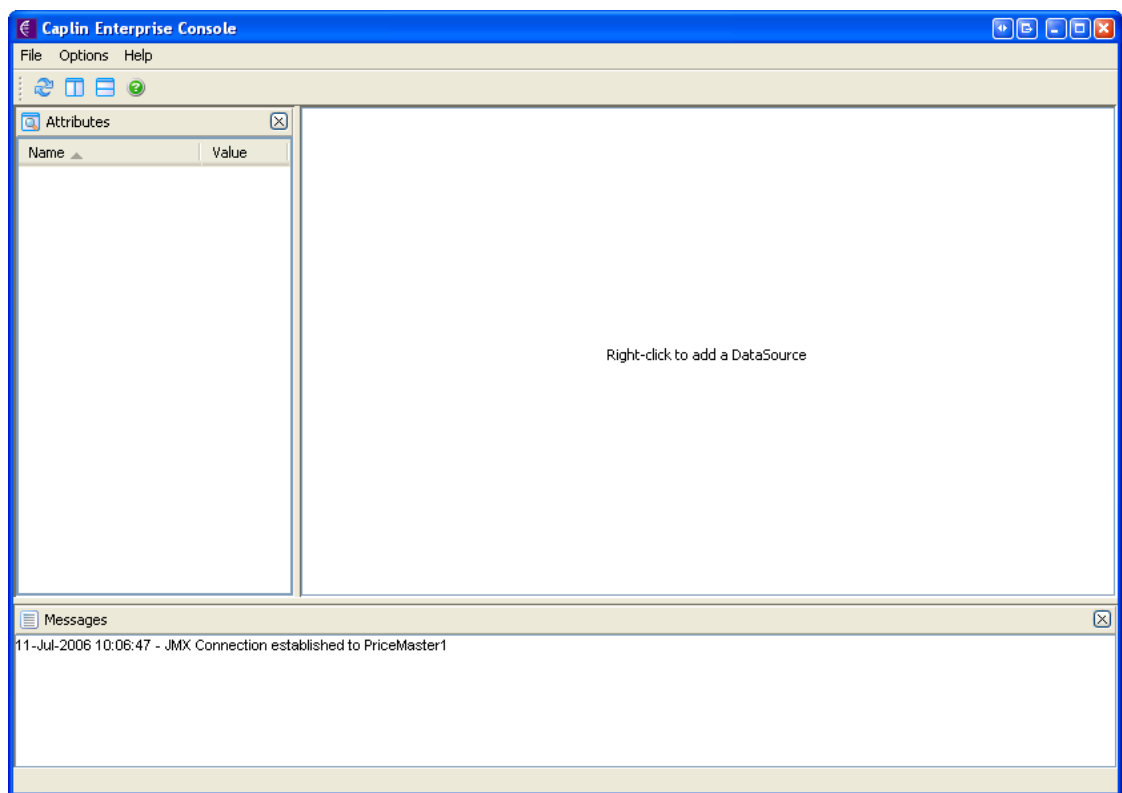 Caplin Enterprise Console
File Options Help
Attributes
Name Value
Right-click to add a DataSource
Messages
11-Jul-2006 10:06:47 - JMX Connection established to PriceMaster1